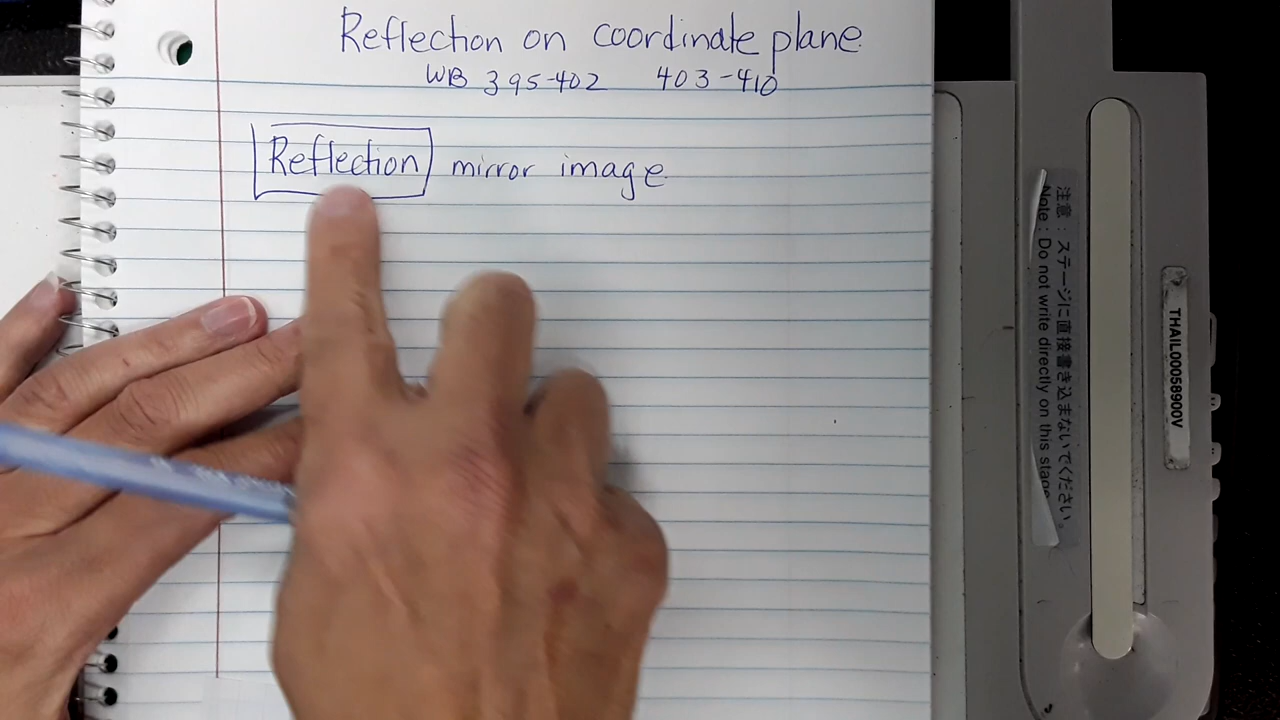 Reflection on coordinate plane
WB 395-402 403-410
Reflection mirror image
注意：ステージに直接書き込まないでください。
Note : Do not write directly on this stage
THAIL00058900V